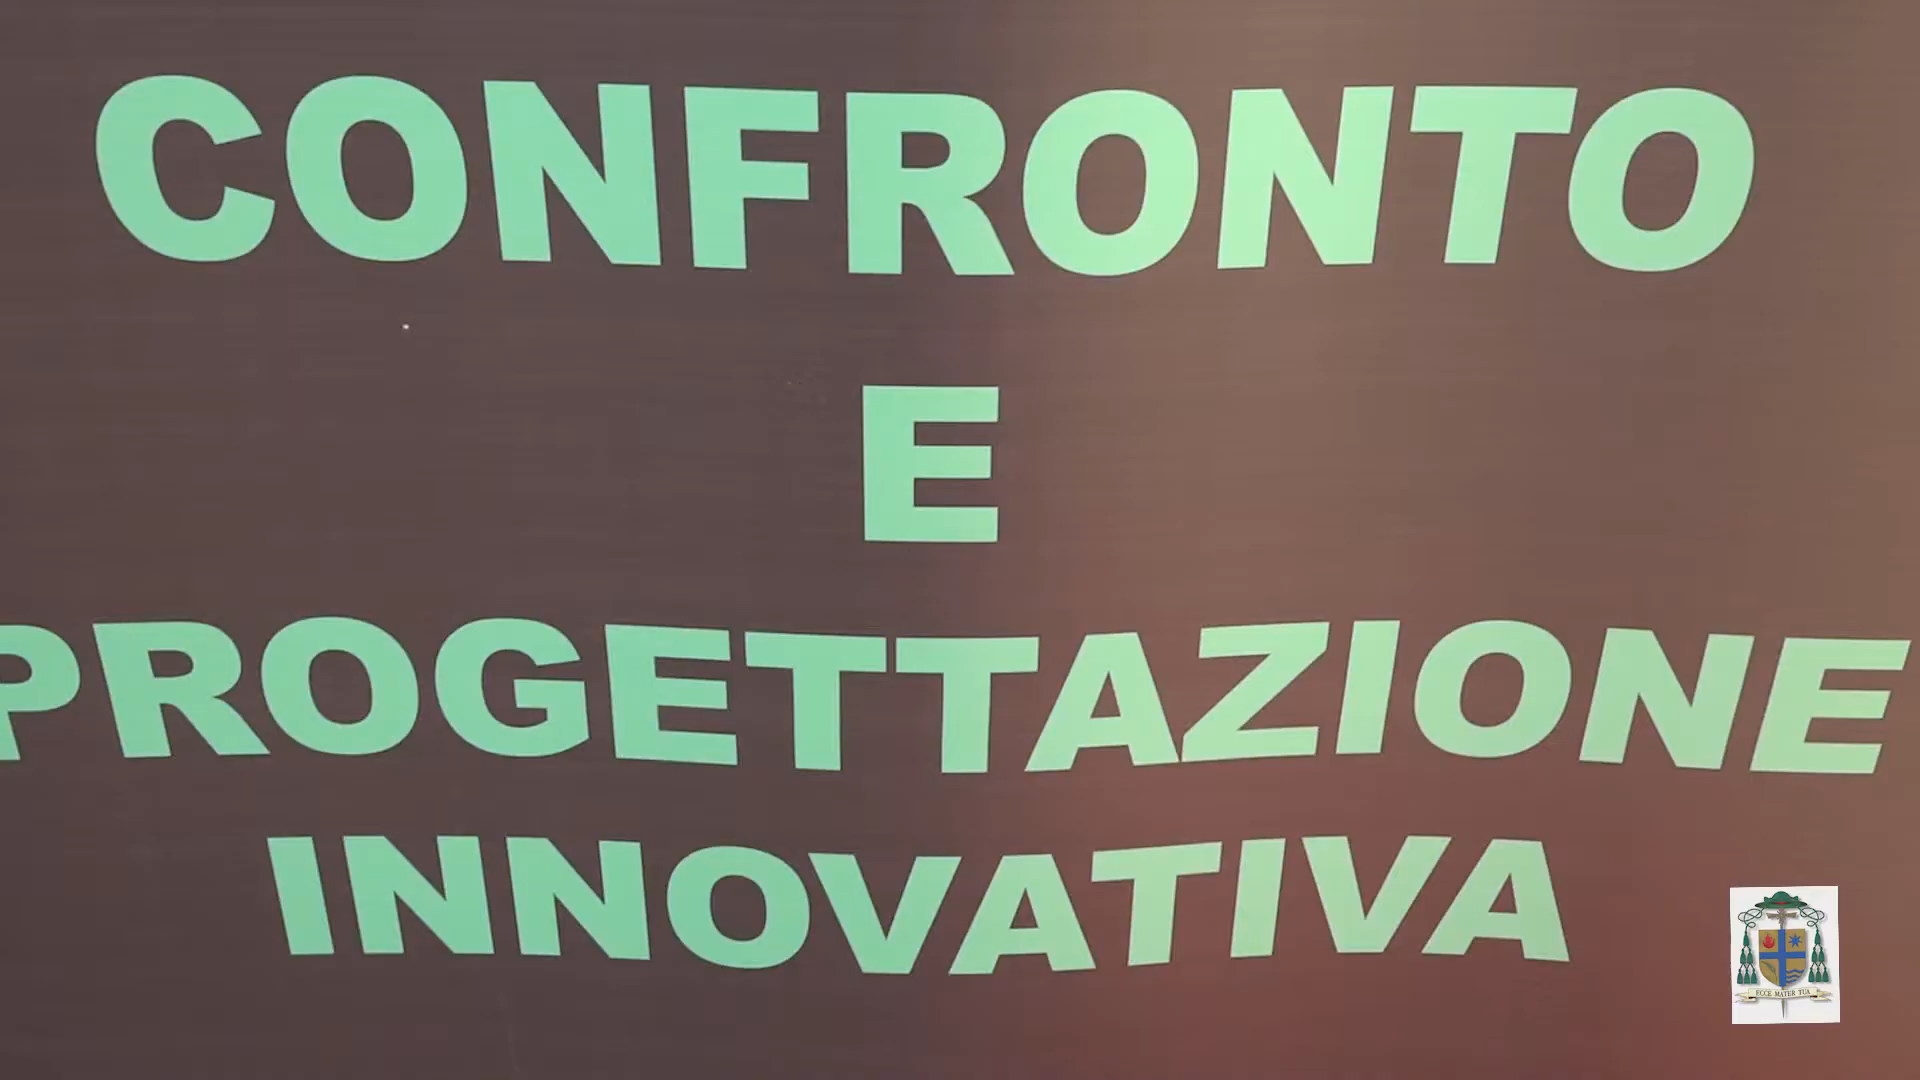 CONFRONTO
E
PROGETTAZIONE
INNOVATIVA
ECCE MATER TUA